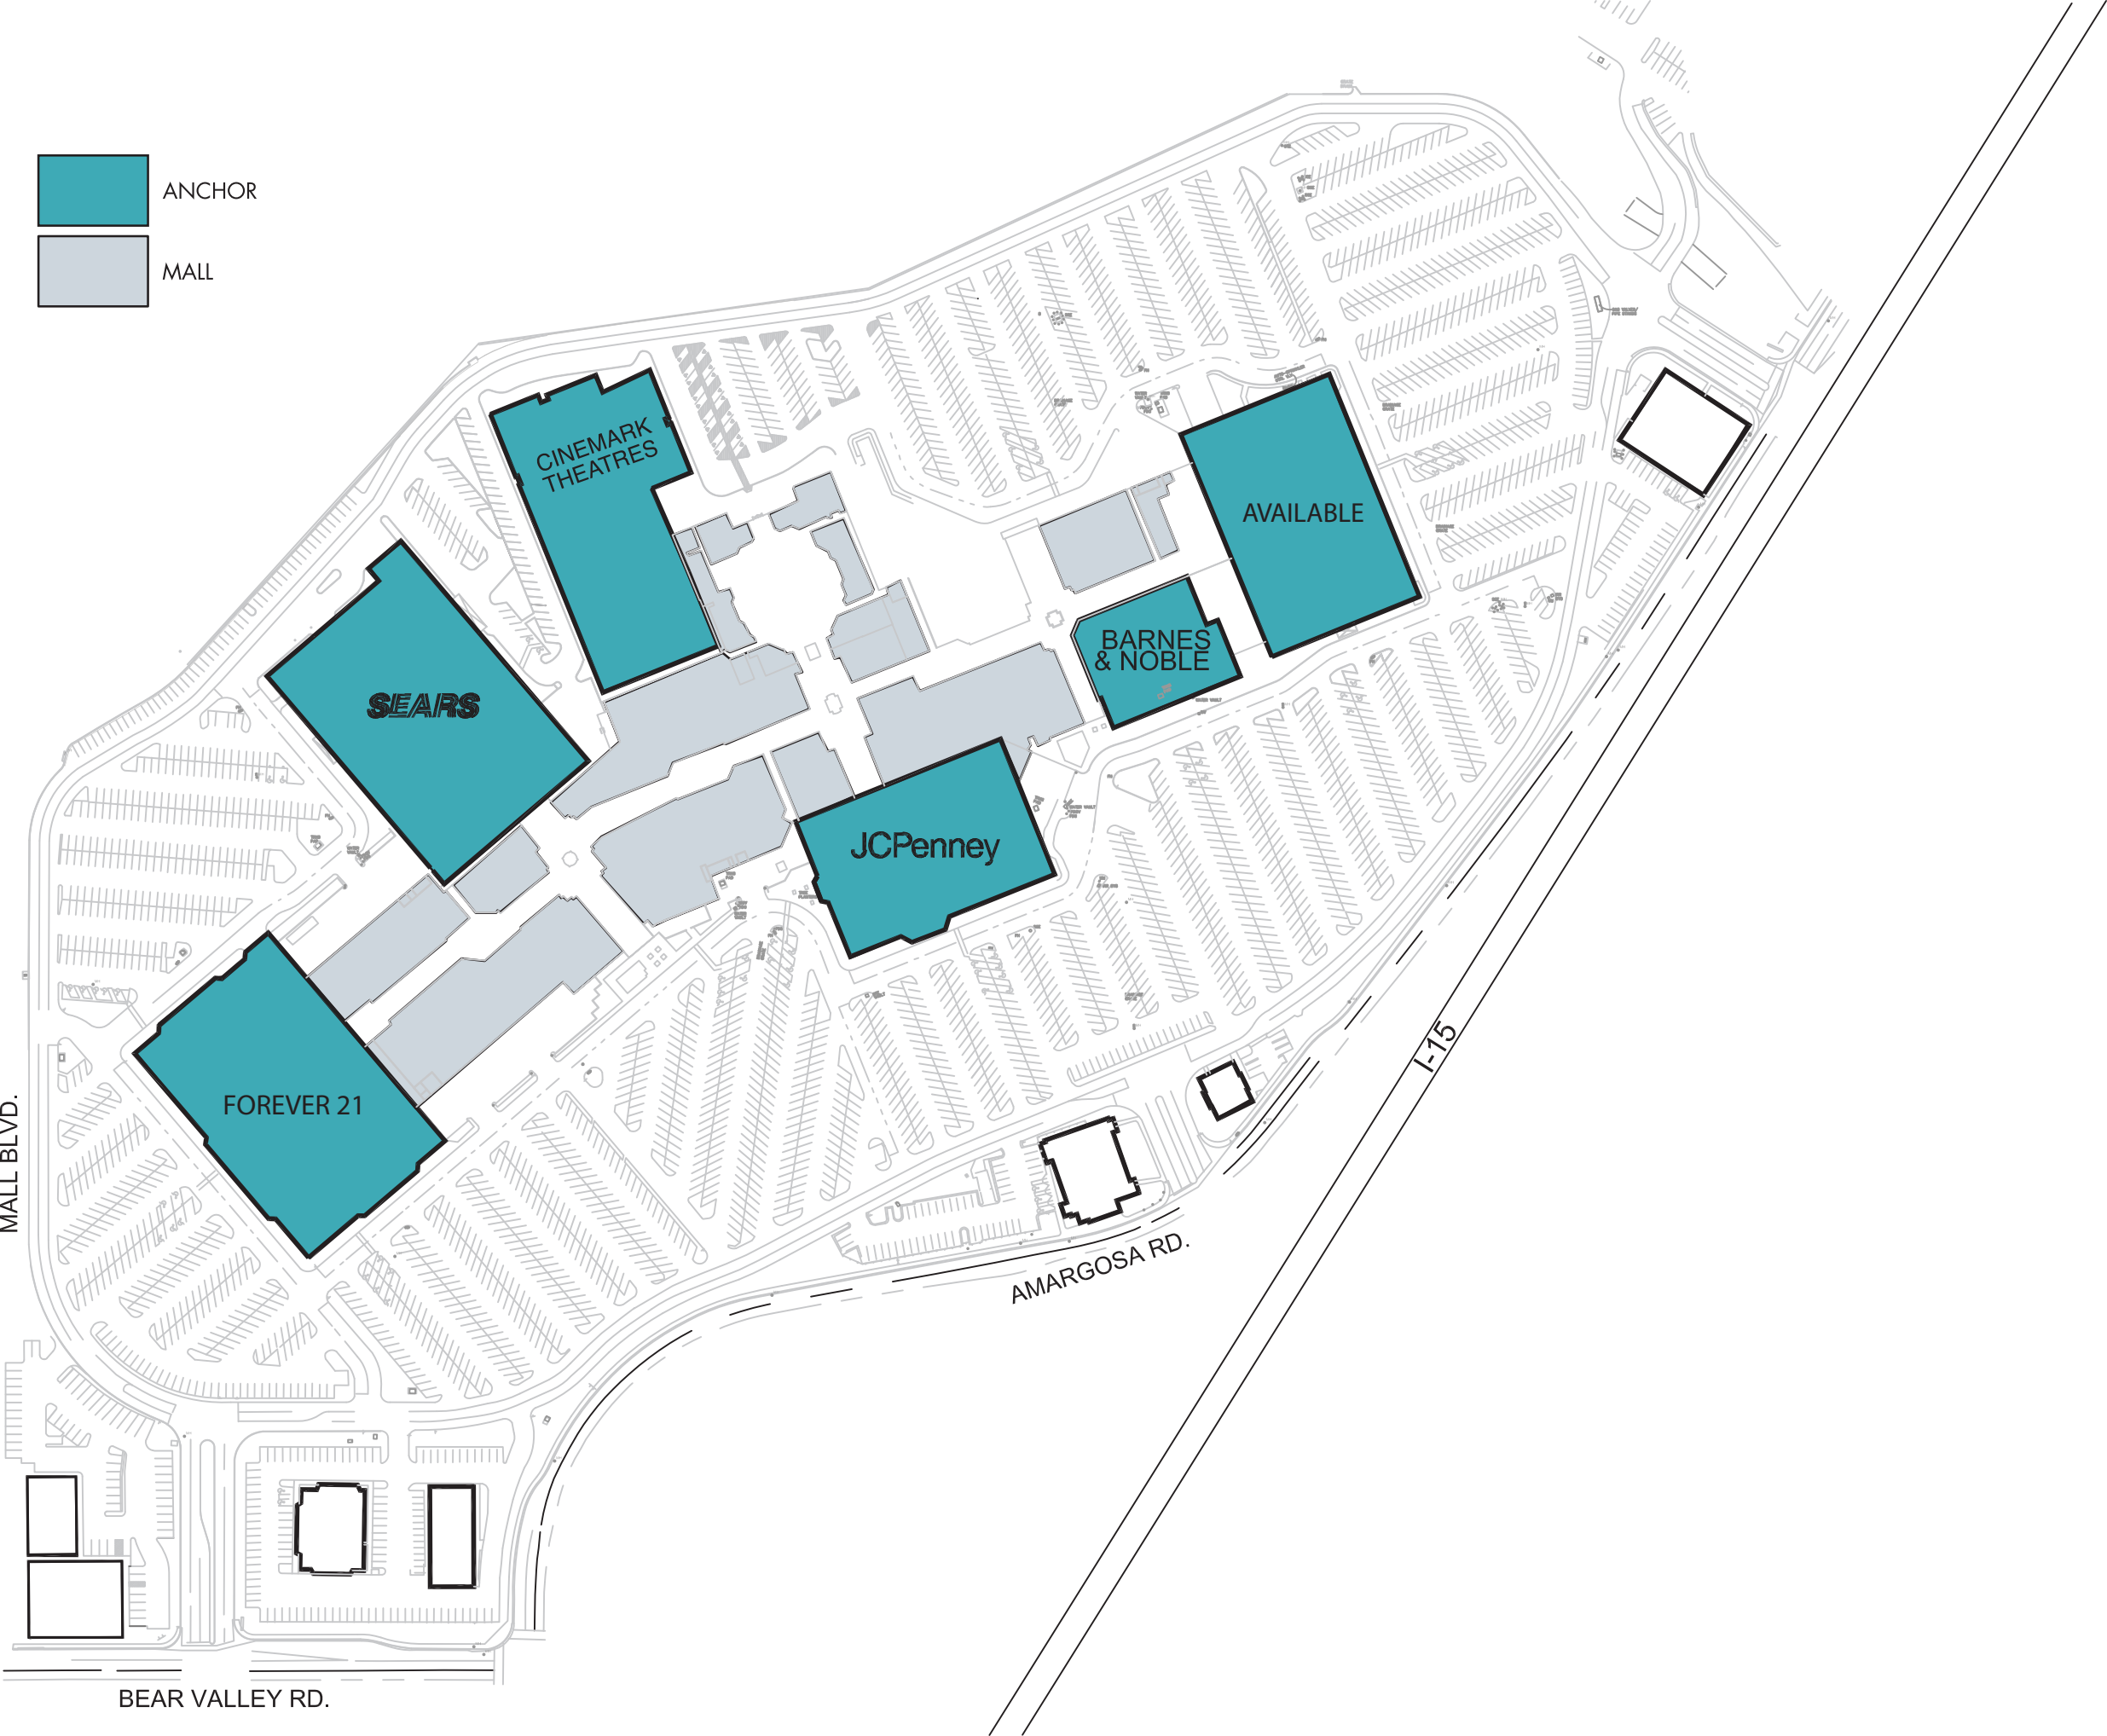 ANCHOR
MALL
CINEMARK
THEATRES
AVAILABLE
BARNES
& NOBLE
SEARS
JCPenney
FOREVER 21
I-15
MALL BLVD.
AMARGOSA RD.
BEAR VALLEY RD.